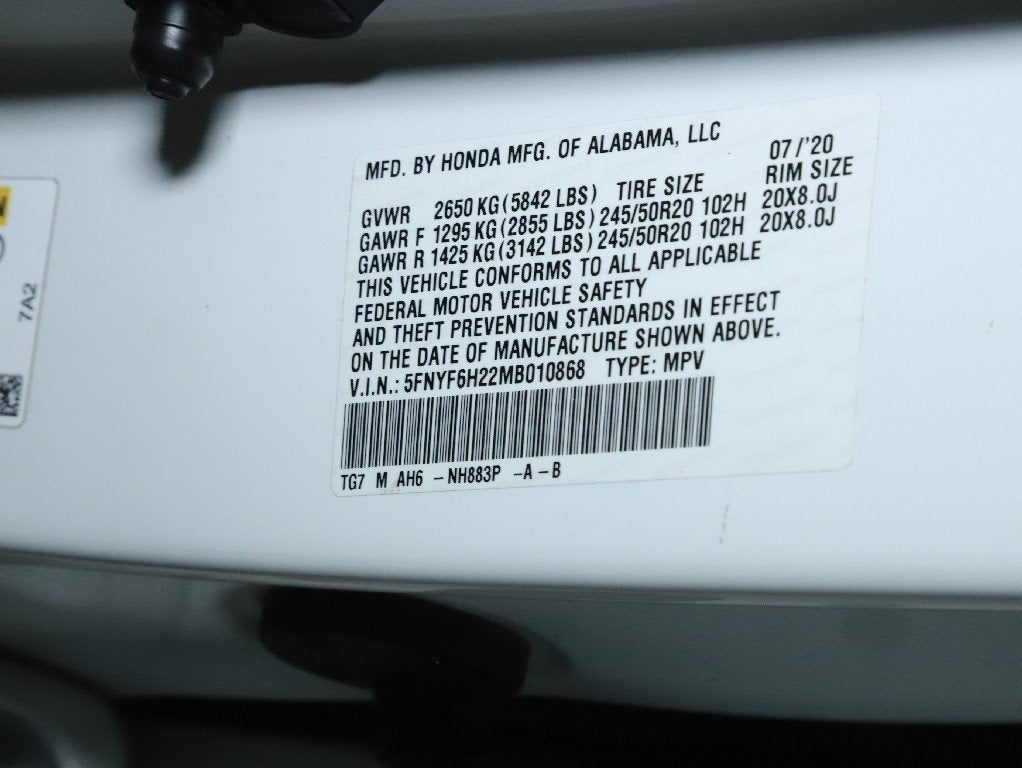 MFD. BY HONDA MFG. OF ALABAMA, LLC 07/'20
GVWR 2650 KG (5842 LBS) TIRE SIZE RIM SIZE
GAWR F 1295 KG (2855 LBS) 245/50R20 102H 20X8.0J
GAWR R 1425 KG (3142 LBS) 245/50R20 102H 20X8.0J
THIS VEHICLE CONFORMS TO ALL APPLICABLE
FEDERAL MOTOR VEHICLE SAFETY
AND THEFT PREVENTION STANDARDS IN EFFECT
ON THE DATE OF MANUFACTURE SHOWN ABOVE.
V.I.N.: 5FNYF6H22MB010868 TYPE: MPV
TG7 M AH6 -NH883P -A-B
7A2